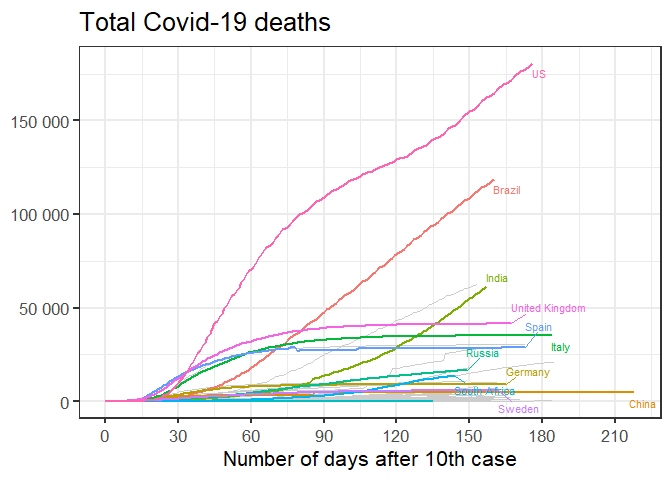 Total Covid-19 deaths
150 000
100 000
50 000
0
US
Brazil
India
United Kingdom
Spain
Italy
Russia
Germany
South Africa
China
Sweden
0 30 60 90 120 150 180 210
Number of days after 10th case